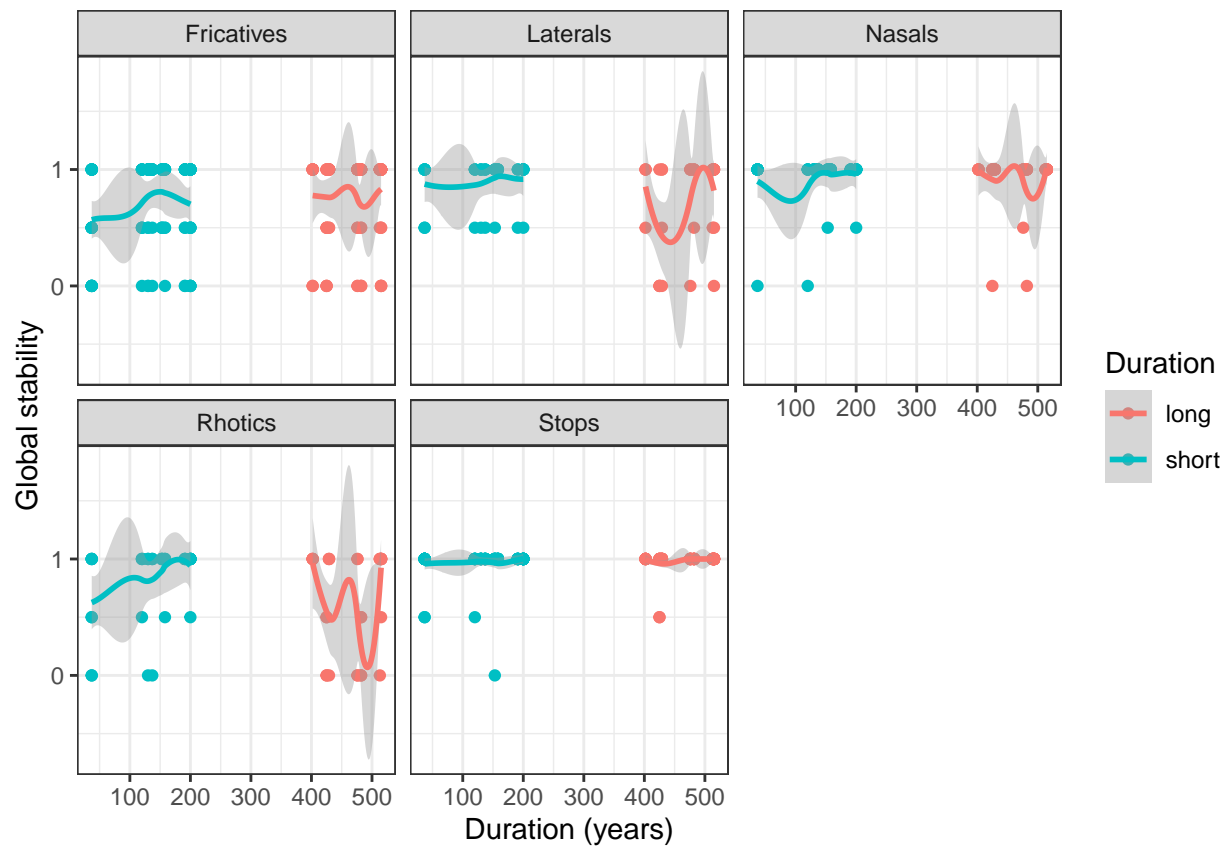 Fricatives
Laterals
Nasals
1
0
100 200 300 400 500
Rhotics
Stops
1
0
100 200 300 400 500
100 200 300 400 500
Duration (years)
Global stability
Duration
long
short